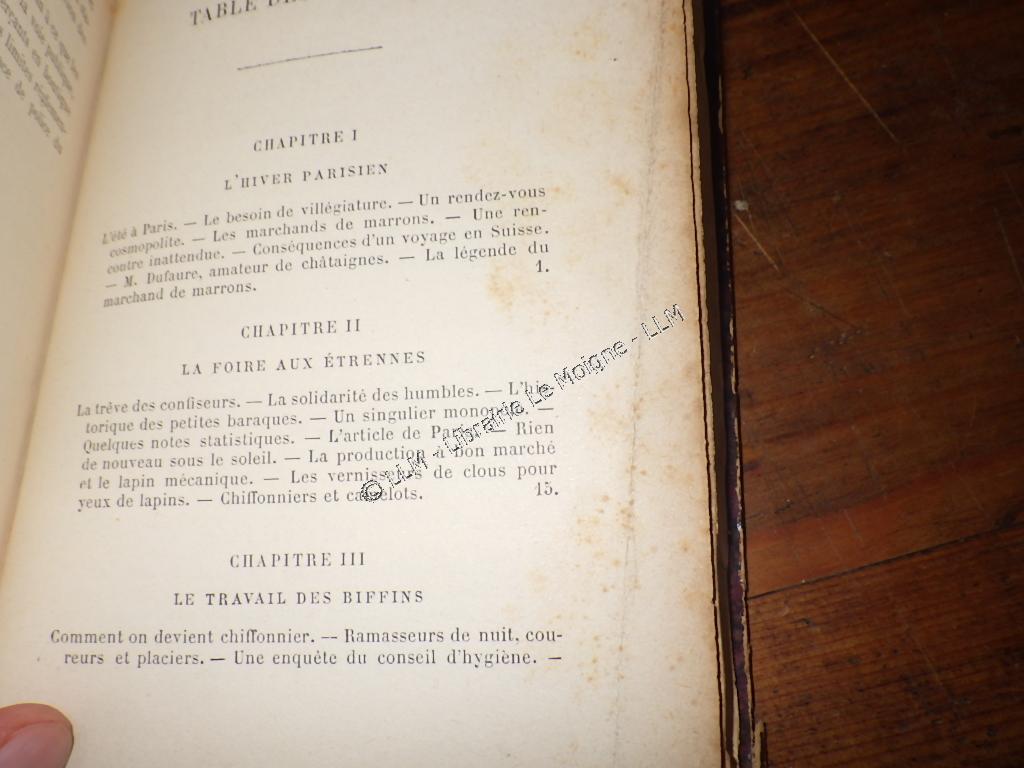 TABLE
CHAPITRE I
L'HIVER PARISIEN
L'été à Paris. — Le besoin de villégiature. — Un rendez-vous
cosmopolite. — Les marchands de marrons. — Une ren-
contre inattendue. — Conséquences d'un voyage en Suisse.
— M. Dufaure, amateur de châtaignes. — La légende du
marchand de marrons. 1.
CHAPITRE II
LA FOIRE AUX ÉTRENNES
La trêve des confiseurs. — La solidarité des humbles. — L'his-
torique des petites baraques. — Un singulier monopole. —
Quelques notes statistiques. — L'article de Paris. — Rien
de nouveau sous le soleil. — La production à bon marché
et le lapin mécanique. — Les vernisseurs de clous pour
yeux de lapins. — Chiffonniers et camelots. 15.
CHAPITRE III
LE TRAVAIL DES BIFFINS
Comment on devient chiffonnier. — Ramasseurs de nuit, cou-
reurs et placiers. — Une enquête du conseil d'hygiène. —
© LLM - Librairie Le Moigne - LLM